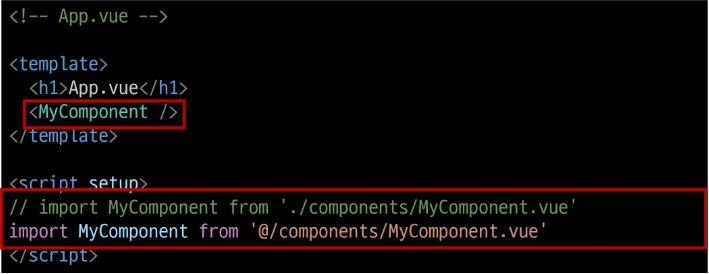 <!-- App.vue -->
<template>
<h1>App.vue</h1>
<MyComponent />
</template>
<script setup>
// import MyComponent from './components/MyComponent.vue'
import MyComponent from '@/components/MyComponent.vue'
</script>